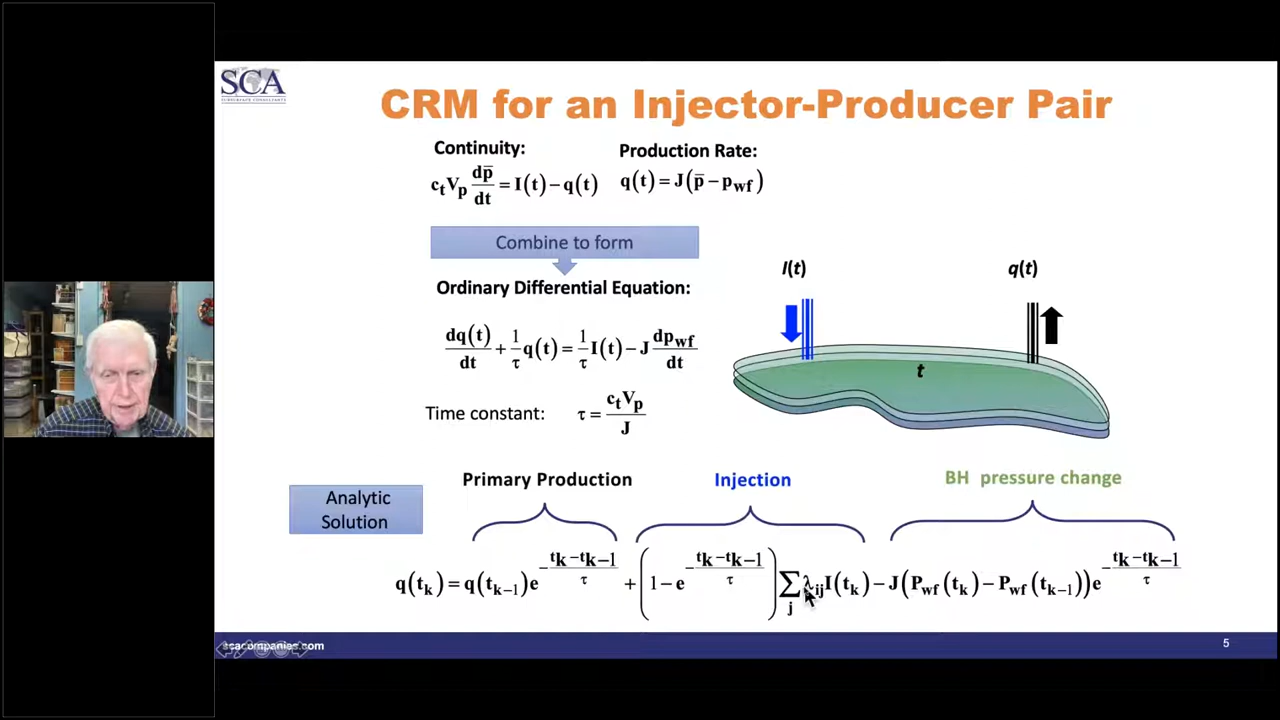 SCA
SUBSURFACE CONSULTANTS
CRM for an Injector-Producer Pair
Continuity:
Production Rate:
c_t V_p dp̄/dt = I(t) − q(t)
q(t) = J(p̄ − p_wf)
Combine to form
Ordinary Differential Equation:
dq(t)/dt + 1/τ q(t) = 1/τ I(t) − J dp_wf/dt
Time constant: τ = c_t V_p / J
I(t)
q(t)
t
Primary Production
Injection
BH pressure change
Analytic
Solution
q(t_k) = q(t_{k−1}) e^{−(t_k − t_{k−1})/τ} + (1 − e^{−(t_k − t_{k−1})/τ}) ∑_j λ_ij I(t_k) − J(P_wf(t_k) − P_wf(t_{k−1})) e^{−(t_k − t_{k−1})/τ}
scacompanies.com
5